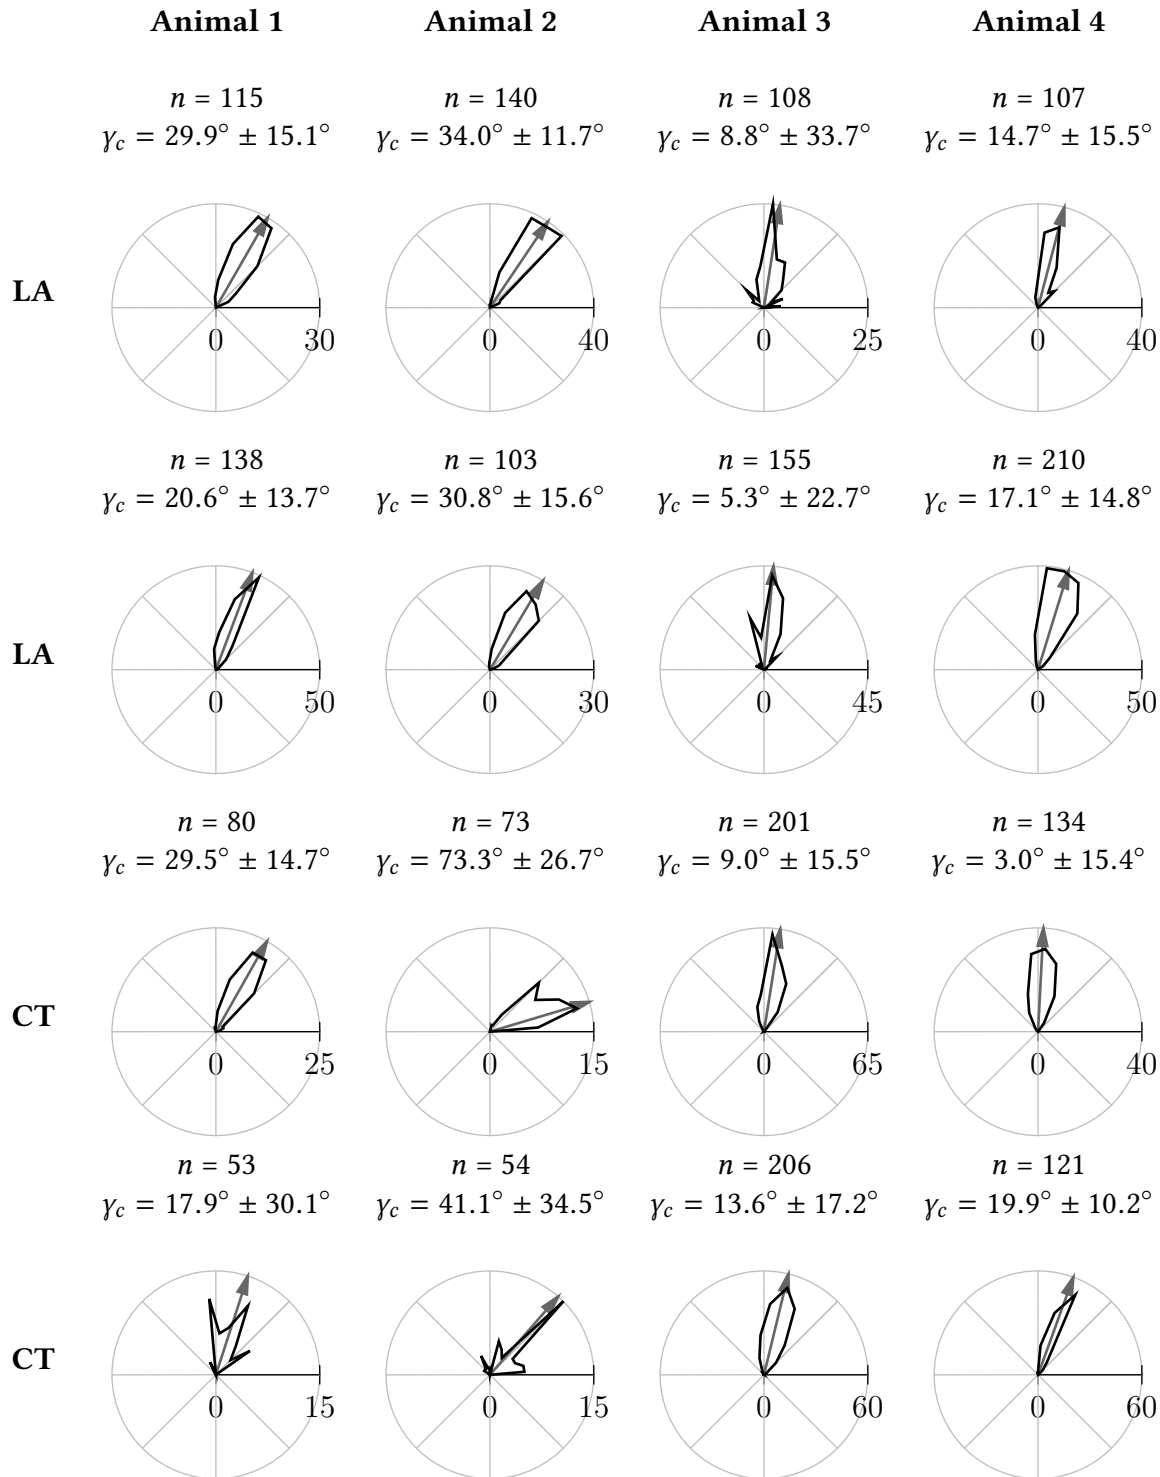 Animal 1 Animal 2 Animal 3 Animal 4
n = 115 n = 140 n = 108 n = 107
γc = 29.9° ± 15.1° γc = 34.0° ± 11.7° γc = 8.8° ± 33.7° γc = 14.7° ± 15.5°
LA
0 30 0 40 0 25 0 40
n = 138 n = 103 n = 155 n = 210
γc = 20.6° ± 13.7° γc = 30.8° ± 15.6° γc = 5.3° ± 22.7° γc = 17.1° ± 14.8°
LA
0 50 0 30 0 45 0 50
n = 80 n = 73 n = 201 n = 134
γc = 29.5° ± 14.7° γc = 73.3° ± 26.7° γc = 9.0° ± 15.5° γc = 3.0° ± 15.4°
CT
0 25 0 15 0 65 0 40
n = 53 n = 54 n = 206 n = 121
γc = 17.9° ± 30.1° γc = 41.1° ± 34.5° γc = 13.6° ± 17.2° γc = 19.9° ± 10.2°
CT
0 15 0 15 0 60 0 60